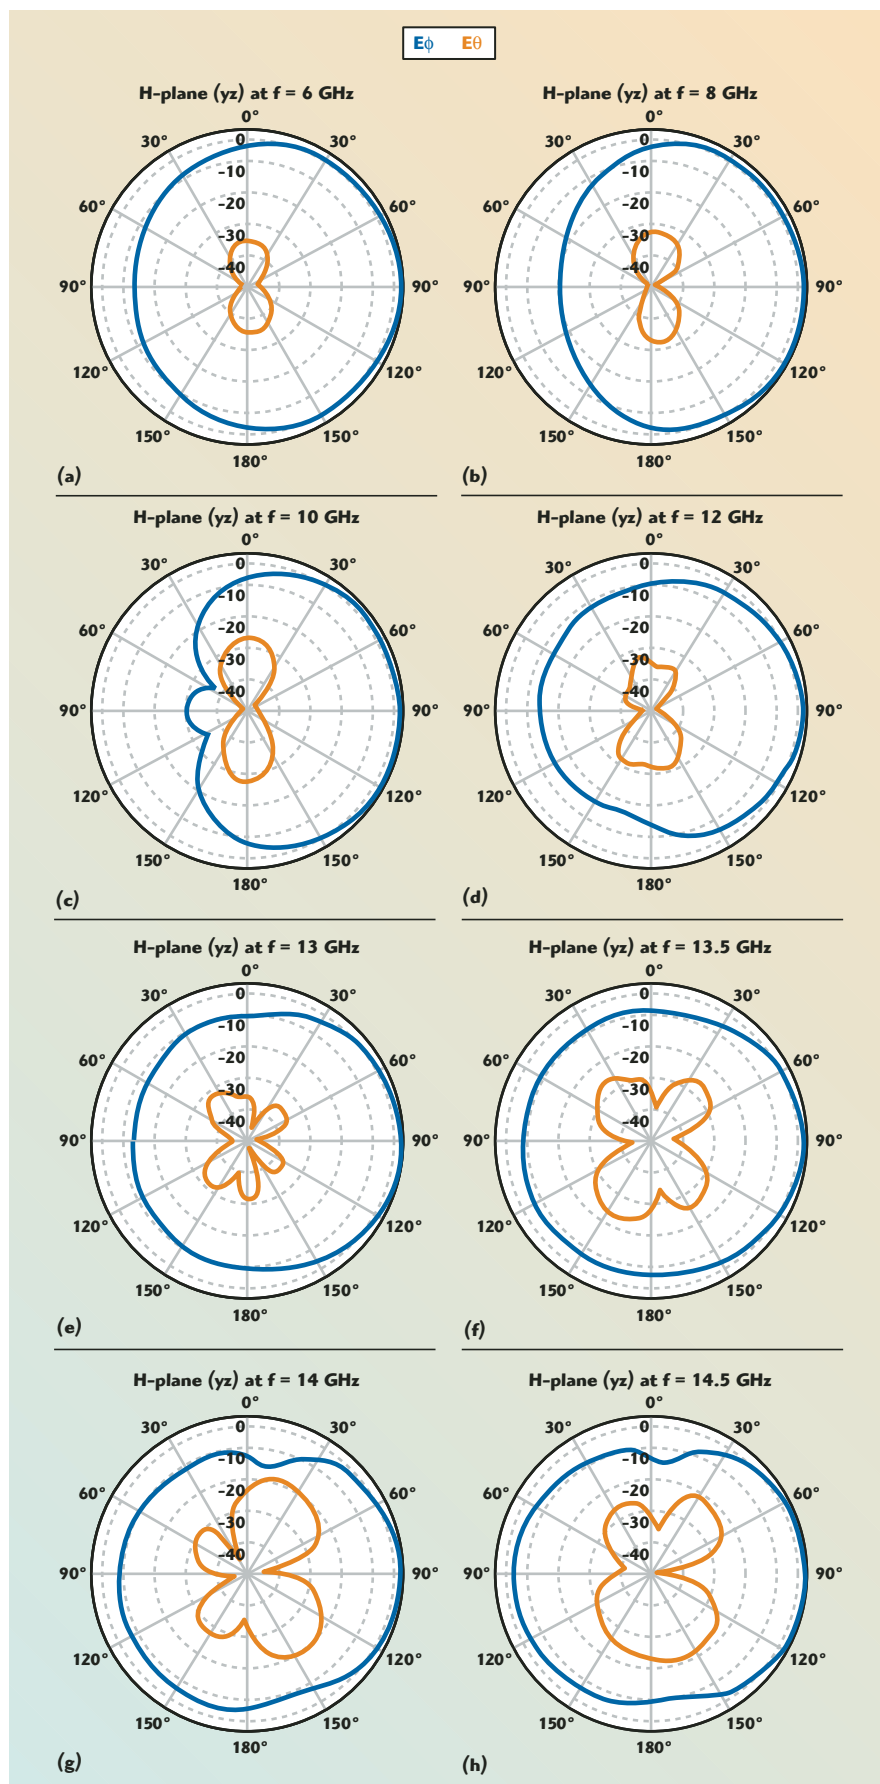 Eϕ Eθ
H-plane (yz) at f = 6 GHz
0°
30° 0 30°
-10
60° -20 60°
-30
-40
90° 90°
120° 120°
150° 150°
180°
(a)
H-plane (yz) at f = 8 GHz
0°
30° 0 30°
-10
60° -20 60°
-30
-40
90° 90°
120° 120°
150° 150°
180°
(b)
H-plane (yz) at f = 10 GHz
0°
30° 0 30°
-10
60° -20 60°
-30
-40
90° 90°
120° 120°
150° 150°
180°
(c)
H-plane (yz) at f = 12 GHz
0°
30° 0 30°
-10
60° -20 60°
-30
-40
90° 90°
120° 120°
150° 150°
180°
(d)
H-plane (yz) at f = 13 GHz
0°
30° 0 30°
-10
60° -20 60°
-30
-40
90° 90°
120° 120°
150° 150°
180°
(e)
H-plane (yz) at f = 13.5 GHz
0°
30° 0 30°
-10
60° -20 60°
-30
-40
90° 90°
120° 120°
150° 150°
180°
(f)
H-plane (yz) at f = 14 GHz
0°
30° 0 30°
-10
60° -20 60°
-30
-40
90° 90°
120° 120°
150° 150°
180°
(g)
H-plane (yz) at f = 14.5 GHz
0°
30° 0 30°
-10
60° -20 60°
-30
-40
90° 90°
120° 120°
150° 150°
180°
(h)